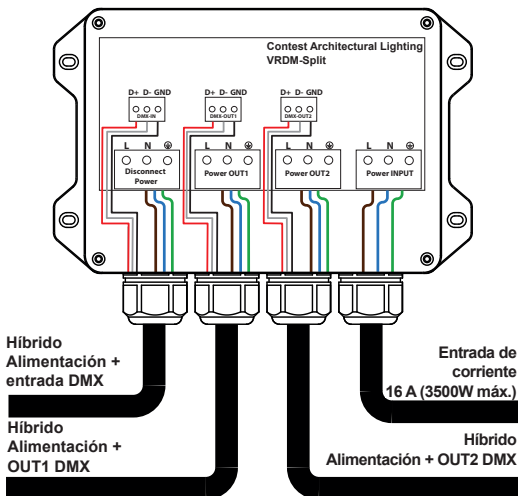 Contest Architectural Lighting
VRDM-Split
D+ D- GND
DMX-IN
D+ D- GND
DMX-OUT1
D+ D- GND
DMX-OUT2
L N
Disconnect
Power
L N
Power OUT1
L N
Power OUT2
L N
Power INPUT
Híbrido
Alimentación +
entrada DMX
Entrada de
corriente
16 A (3500W máx.)
Híbrido
Alimentación +
OUT1 DMX
Híbrido
Alimentación + OUT2 DMX